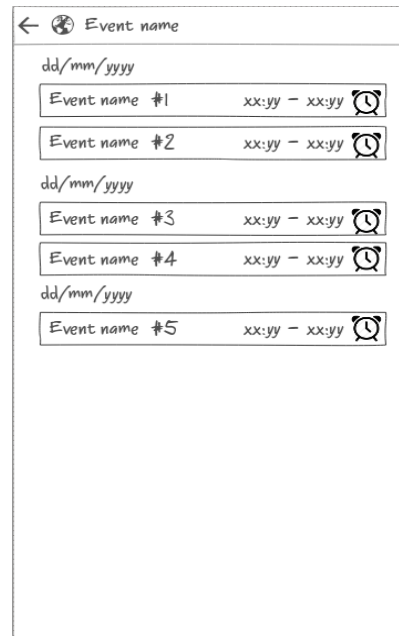 Event name
dd/mm/yyyy
Event name #1 xx:yy - xx:yy
Event name #2 xx:yy - xx:yy
dd/mm/yyyy
Event name #3 xx:yy - xx:yy
Event name #4 xx:yy - xx:yy
dd/mm/yyyy
Event name #5 xx:yy - xx:yy